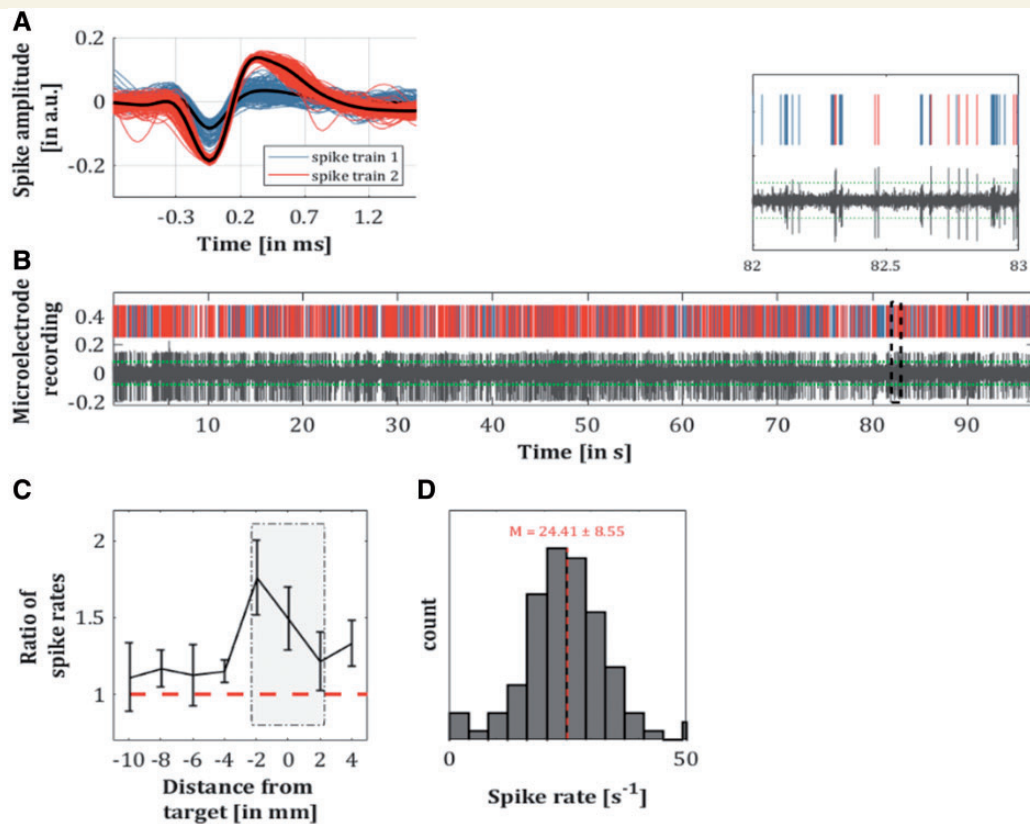 A
Spike amplitude
[in a.u.]
0.2
0
-0.2
spike train 1
spike train 2
-0.3 0.2 0.7 1.2
Time [in ms]
82 82.5 83
B
Microelectrode
recording
0.4
0.2
0
-0.2
10 20 30 40 50 60 70 80 90
Time [in s]
C
Ratio of
spike rates
2
1.5
1
-10 -8 -6 -4 -2 0 2 4
Distance from
target [in mm]
D
M = 24.41 ± 8.55
count
0 50
Spike rate [s⁻¹]